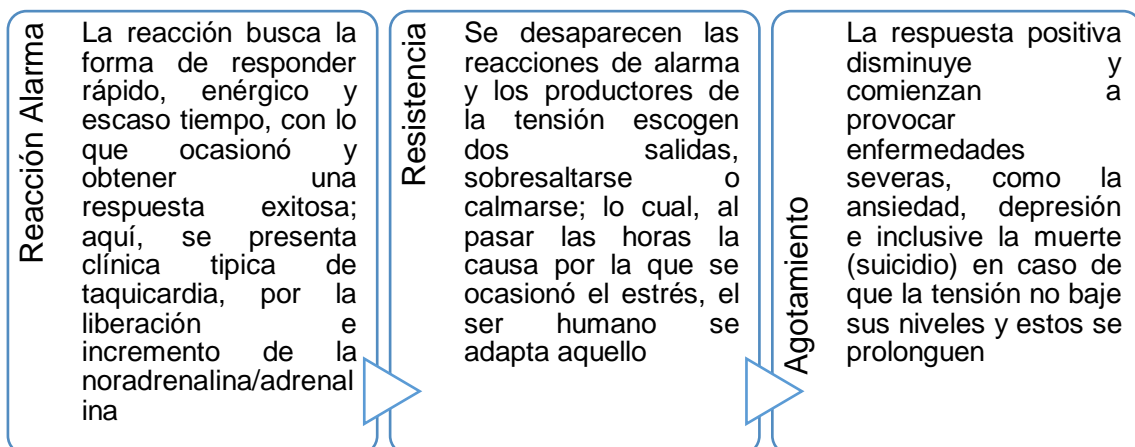 Reacción Alarma
La reacción busca la
forma de responder
rápido, enérgico y
escaso tiempo, con lo
que ocasionó y
obtener una
respuesta exitosa;
aquí, se presenta
clínica tipica de
taquicardia, por la
liberación e
incremento de la
noradrenalina/adrenal
ina
Resistencia
Se desaparecen las
reacciones de alarma
y los productores de
la tensión escogen
dos salidas,
sobresaltarse o
calmarse; lo cual, al
pasar las horas la
causa por la que se
ocasionó el estrés, el
ser humano se
adapta aquello
Agotamiento
La respuesta positiva
disminuye y
comienzan a
provocar
enfermedades
severas, como la
ansiedad, depresión
e inclusive la muerte
(suicidio) en caso de
que la tensión no baje
sus niveles y estos se
prolonguen